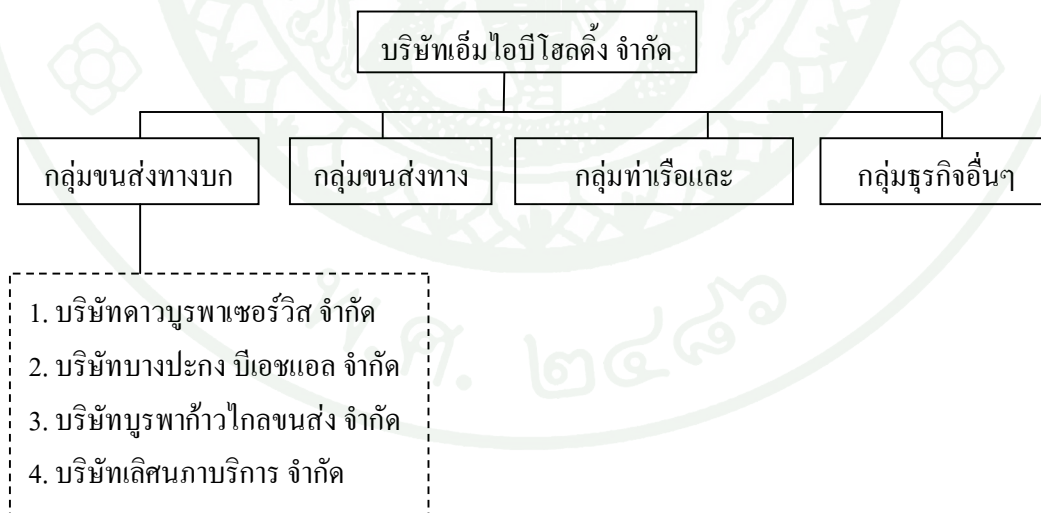 บริษัทเอ็มไอบีโฮลดิ้ง จำกัด
กลุ่มขนส่งทางบก
กลุ่มขนส่งทาง
กลุ่มท่าเรือและ
กลุ่มธุรกิจอื่นๆ
1. บริษัทดาวบูรพาเซอร์วิส จำกัด
2. บริษัทบางปะกง บีเอชแอล จำกัด
3. บริษัทบูรพาก้าวไกลขนส่ง จำกัด
4. บริษัทเลิศนภาบริการ จำกัด
พ.ศ. ๒๔๘๖